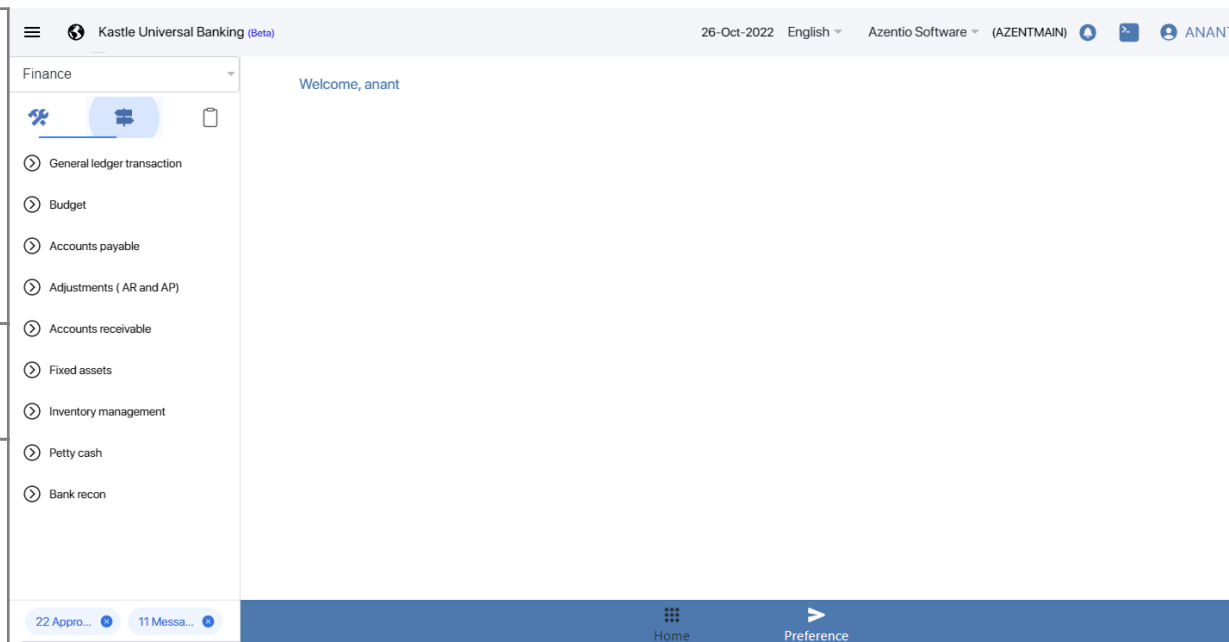 Kastle Universal Banking (Beta)
26-Oct-2022 English Azentio Software (AZENTMAIN) ANANT
Finance
Welcome, anant
General ledger transaction
Budget
Accounts payable
Adjustments ( AR and AP)
Accounts receivable
Fixed assets
Inventory management
Petty cash
Bank recon
22 Appro... 11 Messa...
Home Preference